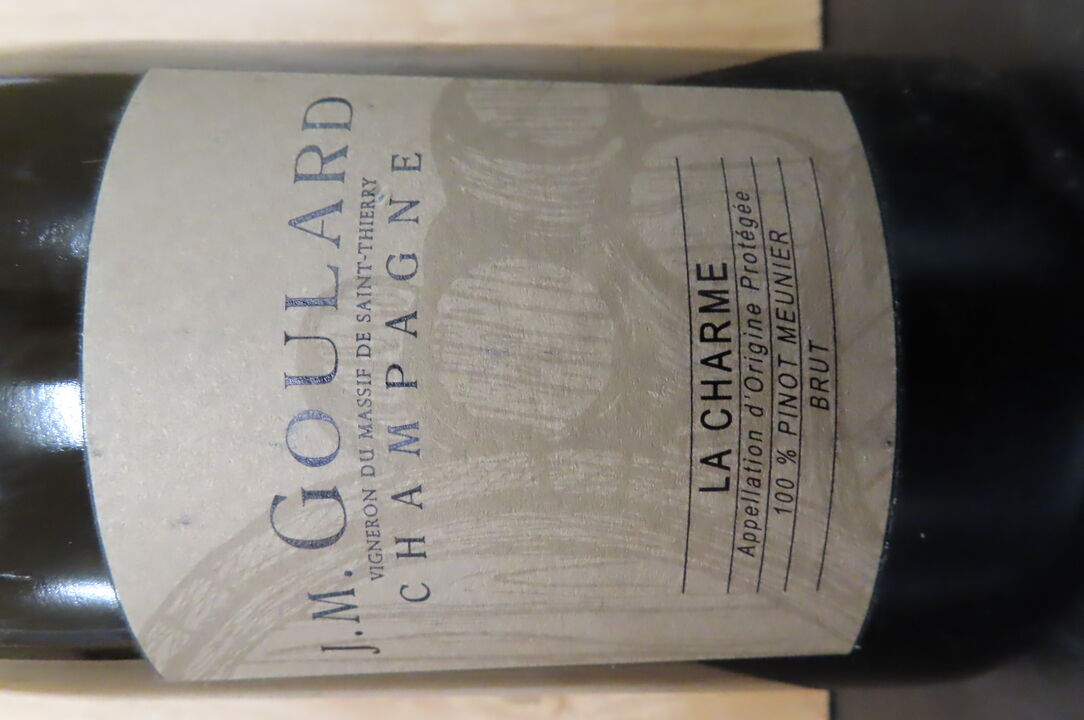 J.M. GOULARD
VIGNERON DU MASSIF DE SAINT-THIERRY
CHAMPAGNE
LA CHARME
Appellation d'Origine Protégée
100 % PINOT MEUNIER
BRUT